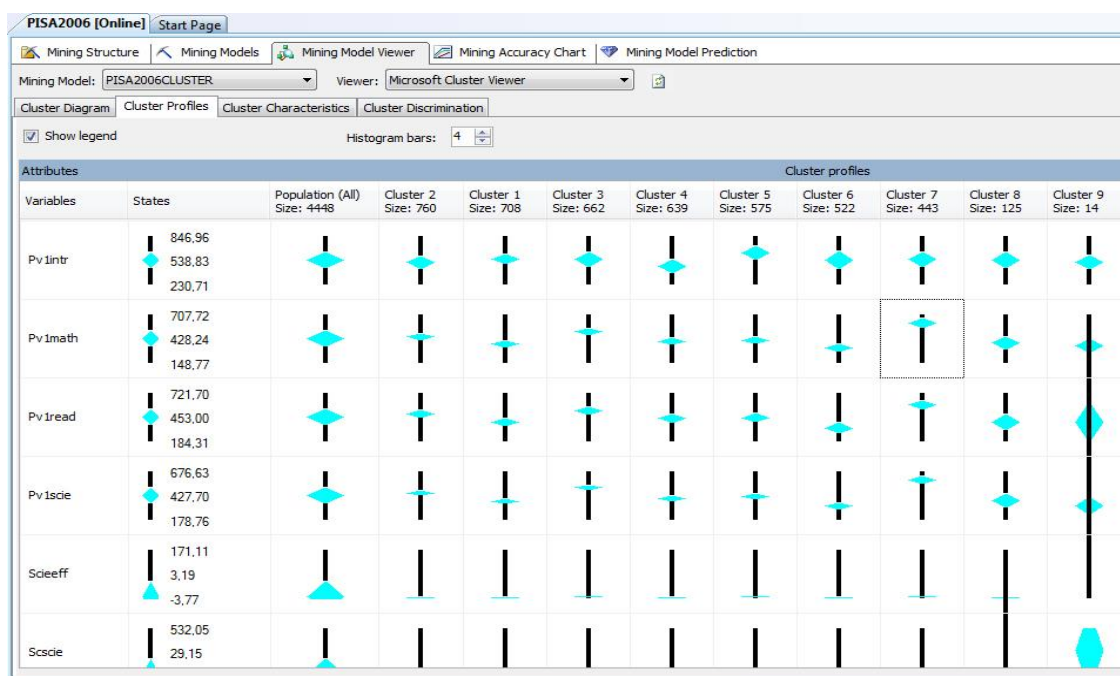 PISA2006 [Online] Start Page
Mining Structure Mining Models Mining Model Viewer Mining Accuracy Chart Mining Model Prediction
Mining Model: PISA2006CLUSTER Viewer: Microsoft Cluster Viewer
Cluster Diagram Cluster Profiles Cluster Characteristics Cluster Discrimination
Show legend Histogram bars: 4
Attributes Cluster profiles
Variables States Population (All) Cluster 2 Cluster 1 Cluster 3 Cluster 4 Cluster 5 Cluster 6 Cluster 7 Cluster 8 Cluster 9
Size: 4448 Size: 760 Size: 708 Size: 662 Size: 639 Size: 575 Size: 522 Size: 443 Size: 125 Size: 14
846,96
Pv1intr 538,83
230,71
707,72
Pv1math 428,24
148,77
721,70
Pv1read 453,00
184,31
676,63
Pv1scie 427,70
178,76
171,11
Scieeff 3,19
-3,77
532,05
Scscie 29,15